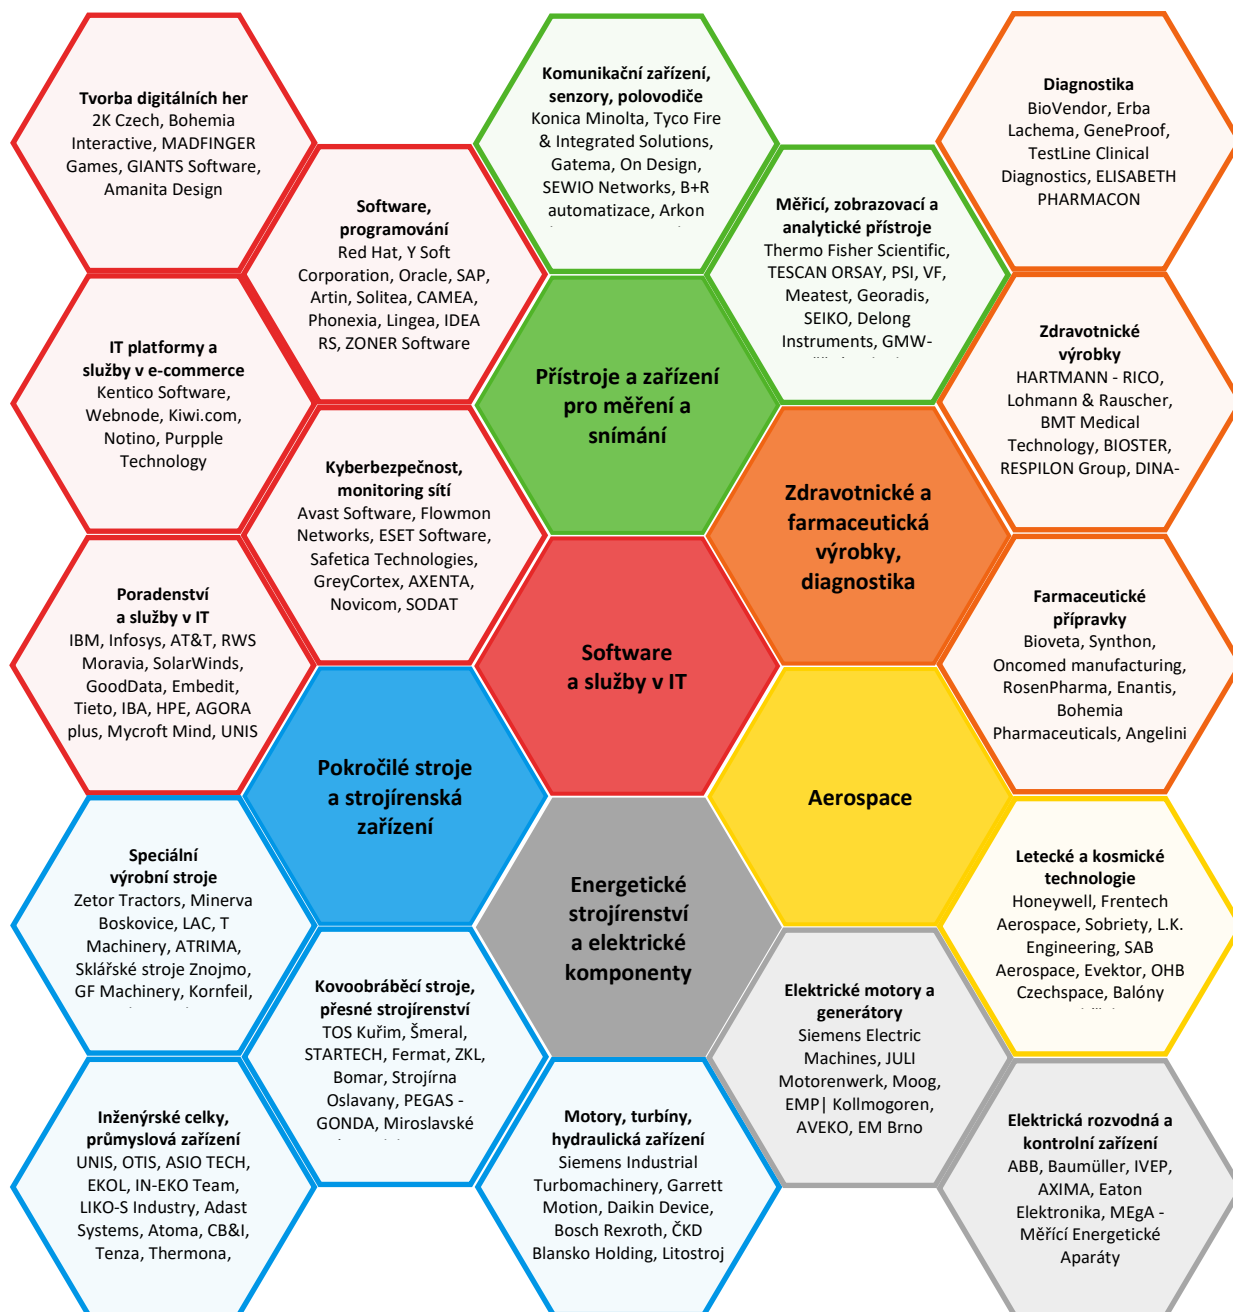 Tvorba digitálních her
2K Czech, Bohemia
Interactive, MADFINGER
Games, GIANTS Software,
Amanita Design
Komunikační zařízení,
senzory, polovodiče
Konica Minolta, Tyco Fire
& Integrated Solutions,
Gatema, On Design,
SEWIO Networks, B+R
automatizace, Arkon
Diagnostika
BioVendor, Erba
Lachema, GeneProof,
TestLine Clinical
Diagnostics, ELISABETH
PHARMACON
Software,
programování
Red Hat, Y Soft
Corporation, Oracle, SAP,
Artin, Solitea, CAMEA,
Phonexia, Lingea, IDEA
RS, ZONER Software
Měřicí, zobrazovací a
analytické přístroje
Thermo Fisher Scientific,
TESCAN ORSAY, PSI, VF,
Meatest, Georadis,
SEIKO, Delong
Instruments, GMW-
IT platformy a
služby v e-commerce
Kentico Software,
Webnode, Kiwi.com,
Notino, Purpple
Technology
Přístroje a zařízení
pro měření a
snímání
Zdravotnické
výrobky
HARTMANN - RICO,
Lohmann & Rauscher,
BMT Medical
Technology, BIOSTER,
RESPILON Group, DINA-
Kyberbezpečnost,
monitoring sítí
Avast Software, Flowmon
Networks, ESET Software,
Safetica Technologies,
GreyCortex, AXENTA,
Novicom, SODAT
Zdravotnické a
farmaceutická
výrobky,
diagnostika
Poradenství
a služby v IT
IBM, Infosys, AT&T, RWS
Moravia, SolarWinds,
GoodData, Embedit,
Tieto, IBA, HPE, AGORA
plus, Mycroft Mind, UNIS
Software
a služby v IT
Farmaceutické
přípravky
Bioveta, Synthon,
Oncomed manufacturing,
RosenPharma, Enantis,
Bohemia
Pharmaceuticals, Angelini
Pokročilé stroje
a strojírenská
zařízení
Aerospace
Speciální
výrobní stroje
Zetor Tractors, Minerva
Boskovice, LAC, T
Machinery, ATRIMA,
Sklářské stroje Znojmo,
GF Machinery, Kornfeil,
Energetické
strojírenství
a elektrické
komponenty
Letecké a kosmické
technologie
Honeywell, Frentech
Aerospace, Sobriety, L.K.
Engineering, SAB
Aerospace, Evektor, OHB
Czechspace, Balóny
Kovoobráběcí stroje,
přesné strojírenství
TOS Kuřim, Šmeral,
STARTECH, Fermat, ZKL,
Bomar, Strojírna
Oslavany, PEGAS -
GONDA, Miroslavské
Elektrické motory a
generátory
Siemens Electric
Machines, JULI
Motorenwerk, Moog,
EMP| Kollmogoren,
AVEKO, EM Brno
Inženýrské celky,
průmyslová zařízení
UNIS, OTIS, ASIO TECH,
EKOL, IN-EKO Team,
LIKO-S Industry, Adast
Systems, Atoma, CB&I,
Tenza, Thermona,
Motory, turbíny,
hydraulická zařízení
Siemens Industrial
Turbomachinery, Garrett
Motion, Daikin Device,
Bosch Rexroth, ČKD
Blansko Holding, Litostroj
Elektrická rozvodná a
kontrolní zařízení
ABB, Baumüller, IVEP,
AXIMA, Eaton
Elektronika, MEgA -
Měřící Energetické
Aparáty